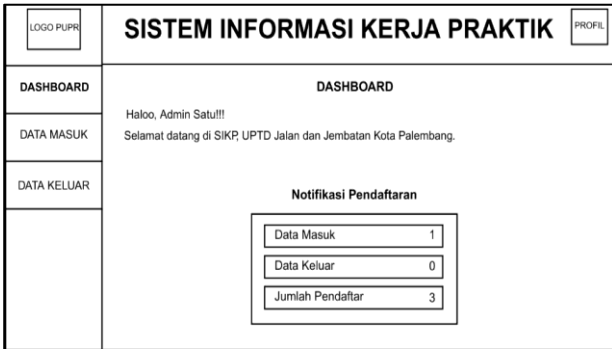 LOGO PUPR
SISTEM INFORMASI KERJA PRAKTIK
PROFIL
DASHBOARD
DATA MASUK
DATA KELUAR
DASHBOARD
Haloo, Admin Satu!!!
Selamat datang di SIKP, UPTD Jalan dan Jembatan Kota Palembang.
Notifikasi Pendaftaran
Data Masuk 1
Data Keluar 0
Jumlah Pendaftar 3